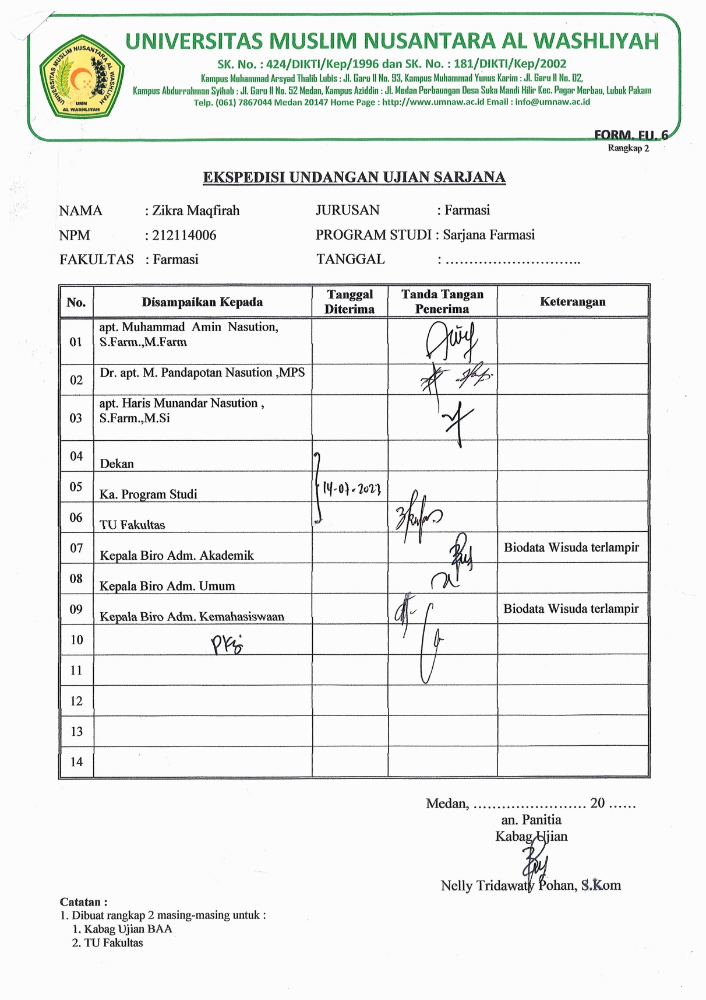 UNIVERSITAS MUSLIM NUSANTARA AL WASHLIYAH
UMN
AL WASHLIYAH
UNIVERSITAS MUSLIM NUSANTARA AL WASHLIYAH
SK. No. : 424/DIKTI/Kep/1996 dan SK. No. : 181/DIKTI/Kep/2002
Kampus Muhammad Arsyad Thalib Lubis : Jl. Garu II No. 93, Kampus Muhammad Yunus Karim : Jl. Garu II No. 02,
Kampus Abdurrahman Syihab : Jl. Garu II No. 52 Medan, Kampus Aziddin : Jl. Medan Perbaungan Desa Suka Mandi Hilir Kec. Pagar Merbau, Lubuk Pakam
Telp. (061) 7867044 Medan 20147 Home Page : http://www.umnaw.ac.id Email : info@umnaw.ac.id
FORM. FU. 6
Rangkap 2
EKSPEDISI UNDANGAN UJIAN SARJANA
NAMA : Zikra Maqfirah JURUSAN : Farmasi
NPM : 212114006 PROGRAM STUDI : Sarjana Farmasi
FAKULTAS : Farmasi TANGGAL : ………………………..
No. Disampaikan Kepada Tanggal Diterima Tanda Tangan Penerima Keterangan
01 apt. Muhammad Amin Nasution, S.Farm.,M.Farm
02 Dr. apt. M. Pandapotan Nasution ,MPS
03 apt. Haris Munandar Nasution , S.Farm.,M.Si
04 Dekan
05 Ka. Program Studi 14-07-2023
06 TU Fakultas
07 Kepala Biro Adm. Akademik Biodata Wisuda terlampir
08 Kepala Biro Adm. Umum
09 Kepala Biro Adm. Kemahasiswaan Biodata Wisuda terlampir
10
11
12
13
14
Medan, …………………… 20 ……
an. Panitia
Kabag Ujian
Nelly Tridawaty Pohan, S.Kom
Catatan :
1. Dibuat rangkap 2 masing-masing untuk :
1. Kabag Ujian BAA
2. TU Fakultas